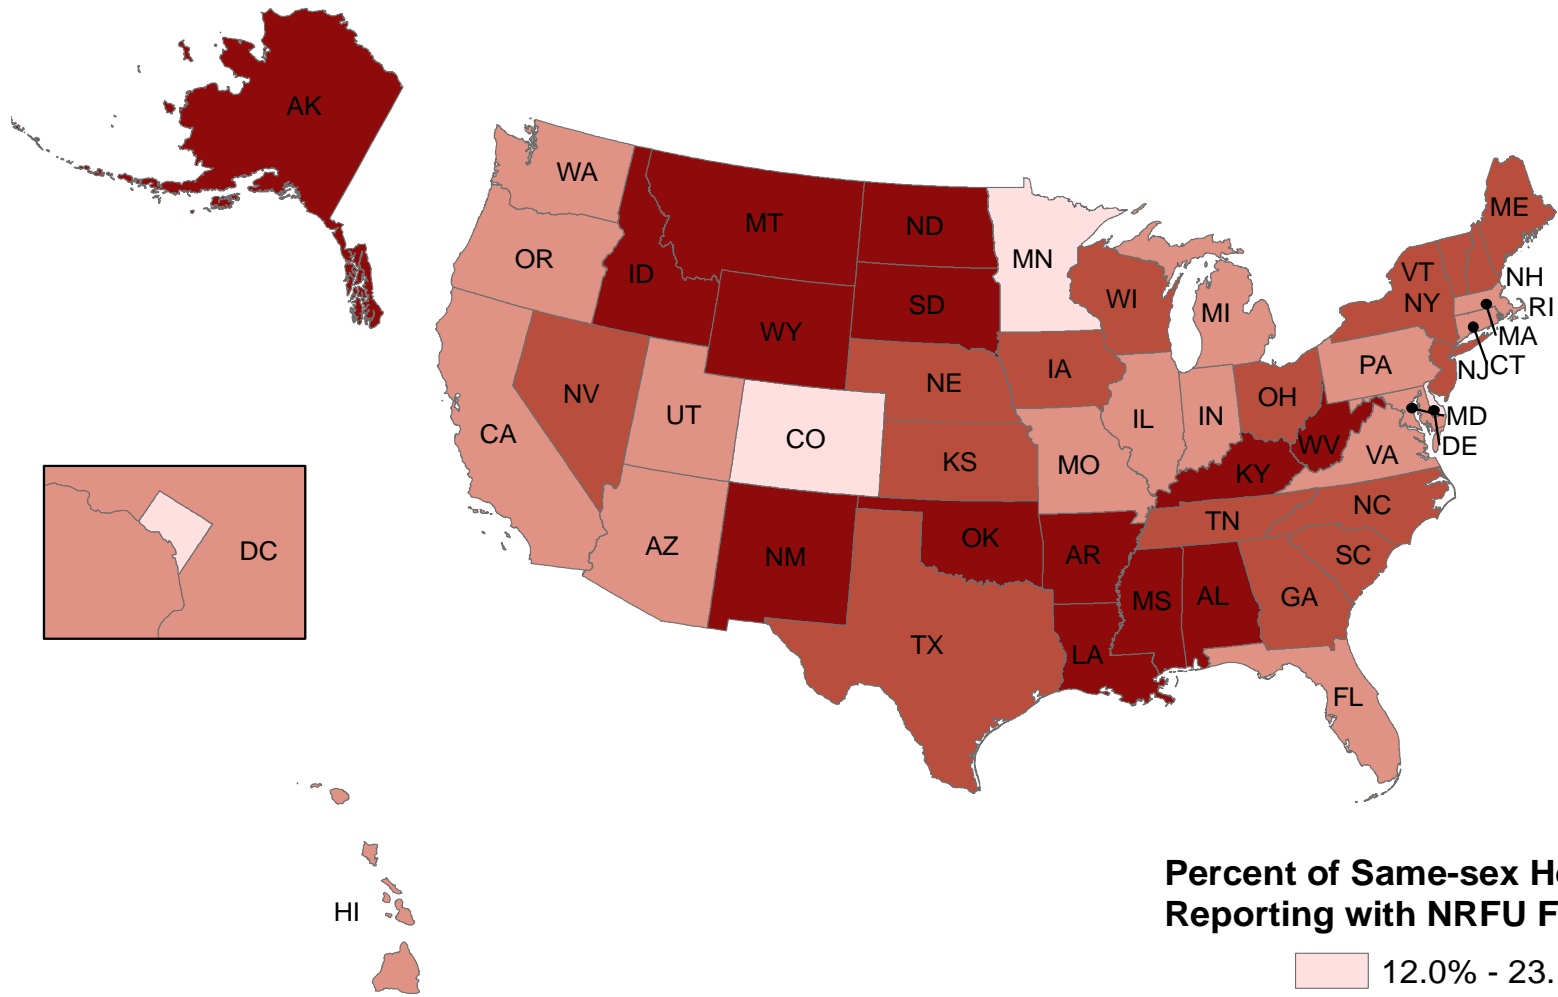 AK
WA
MT
ND
MN
ME
OR
ID
SD
WI
MI
VT
NH
NY
RI
MA
WY
CT
NJ
PA
IA
NE
NV
UT
OH
IL
IN
MD
DE
CO
CA
WV
VA
KS
MO
KY
NC
TN
DC
AZ
NM
OK
AR
SC
MS
AL
GA
TX
LA
FL
HI
Percent of Same-sex H
Reporting with NRFU F
12.0% - 23.